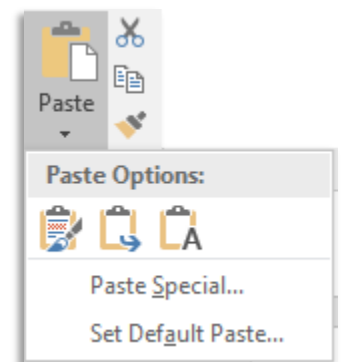 Paste
Paste Options:
A
Paste Special...
Set Default Paste...